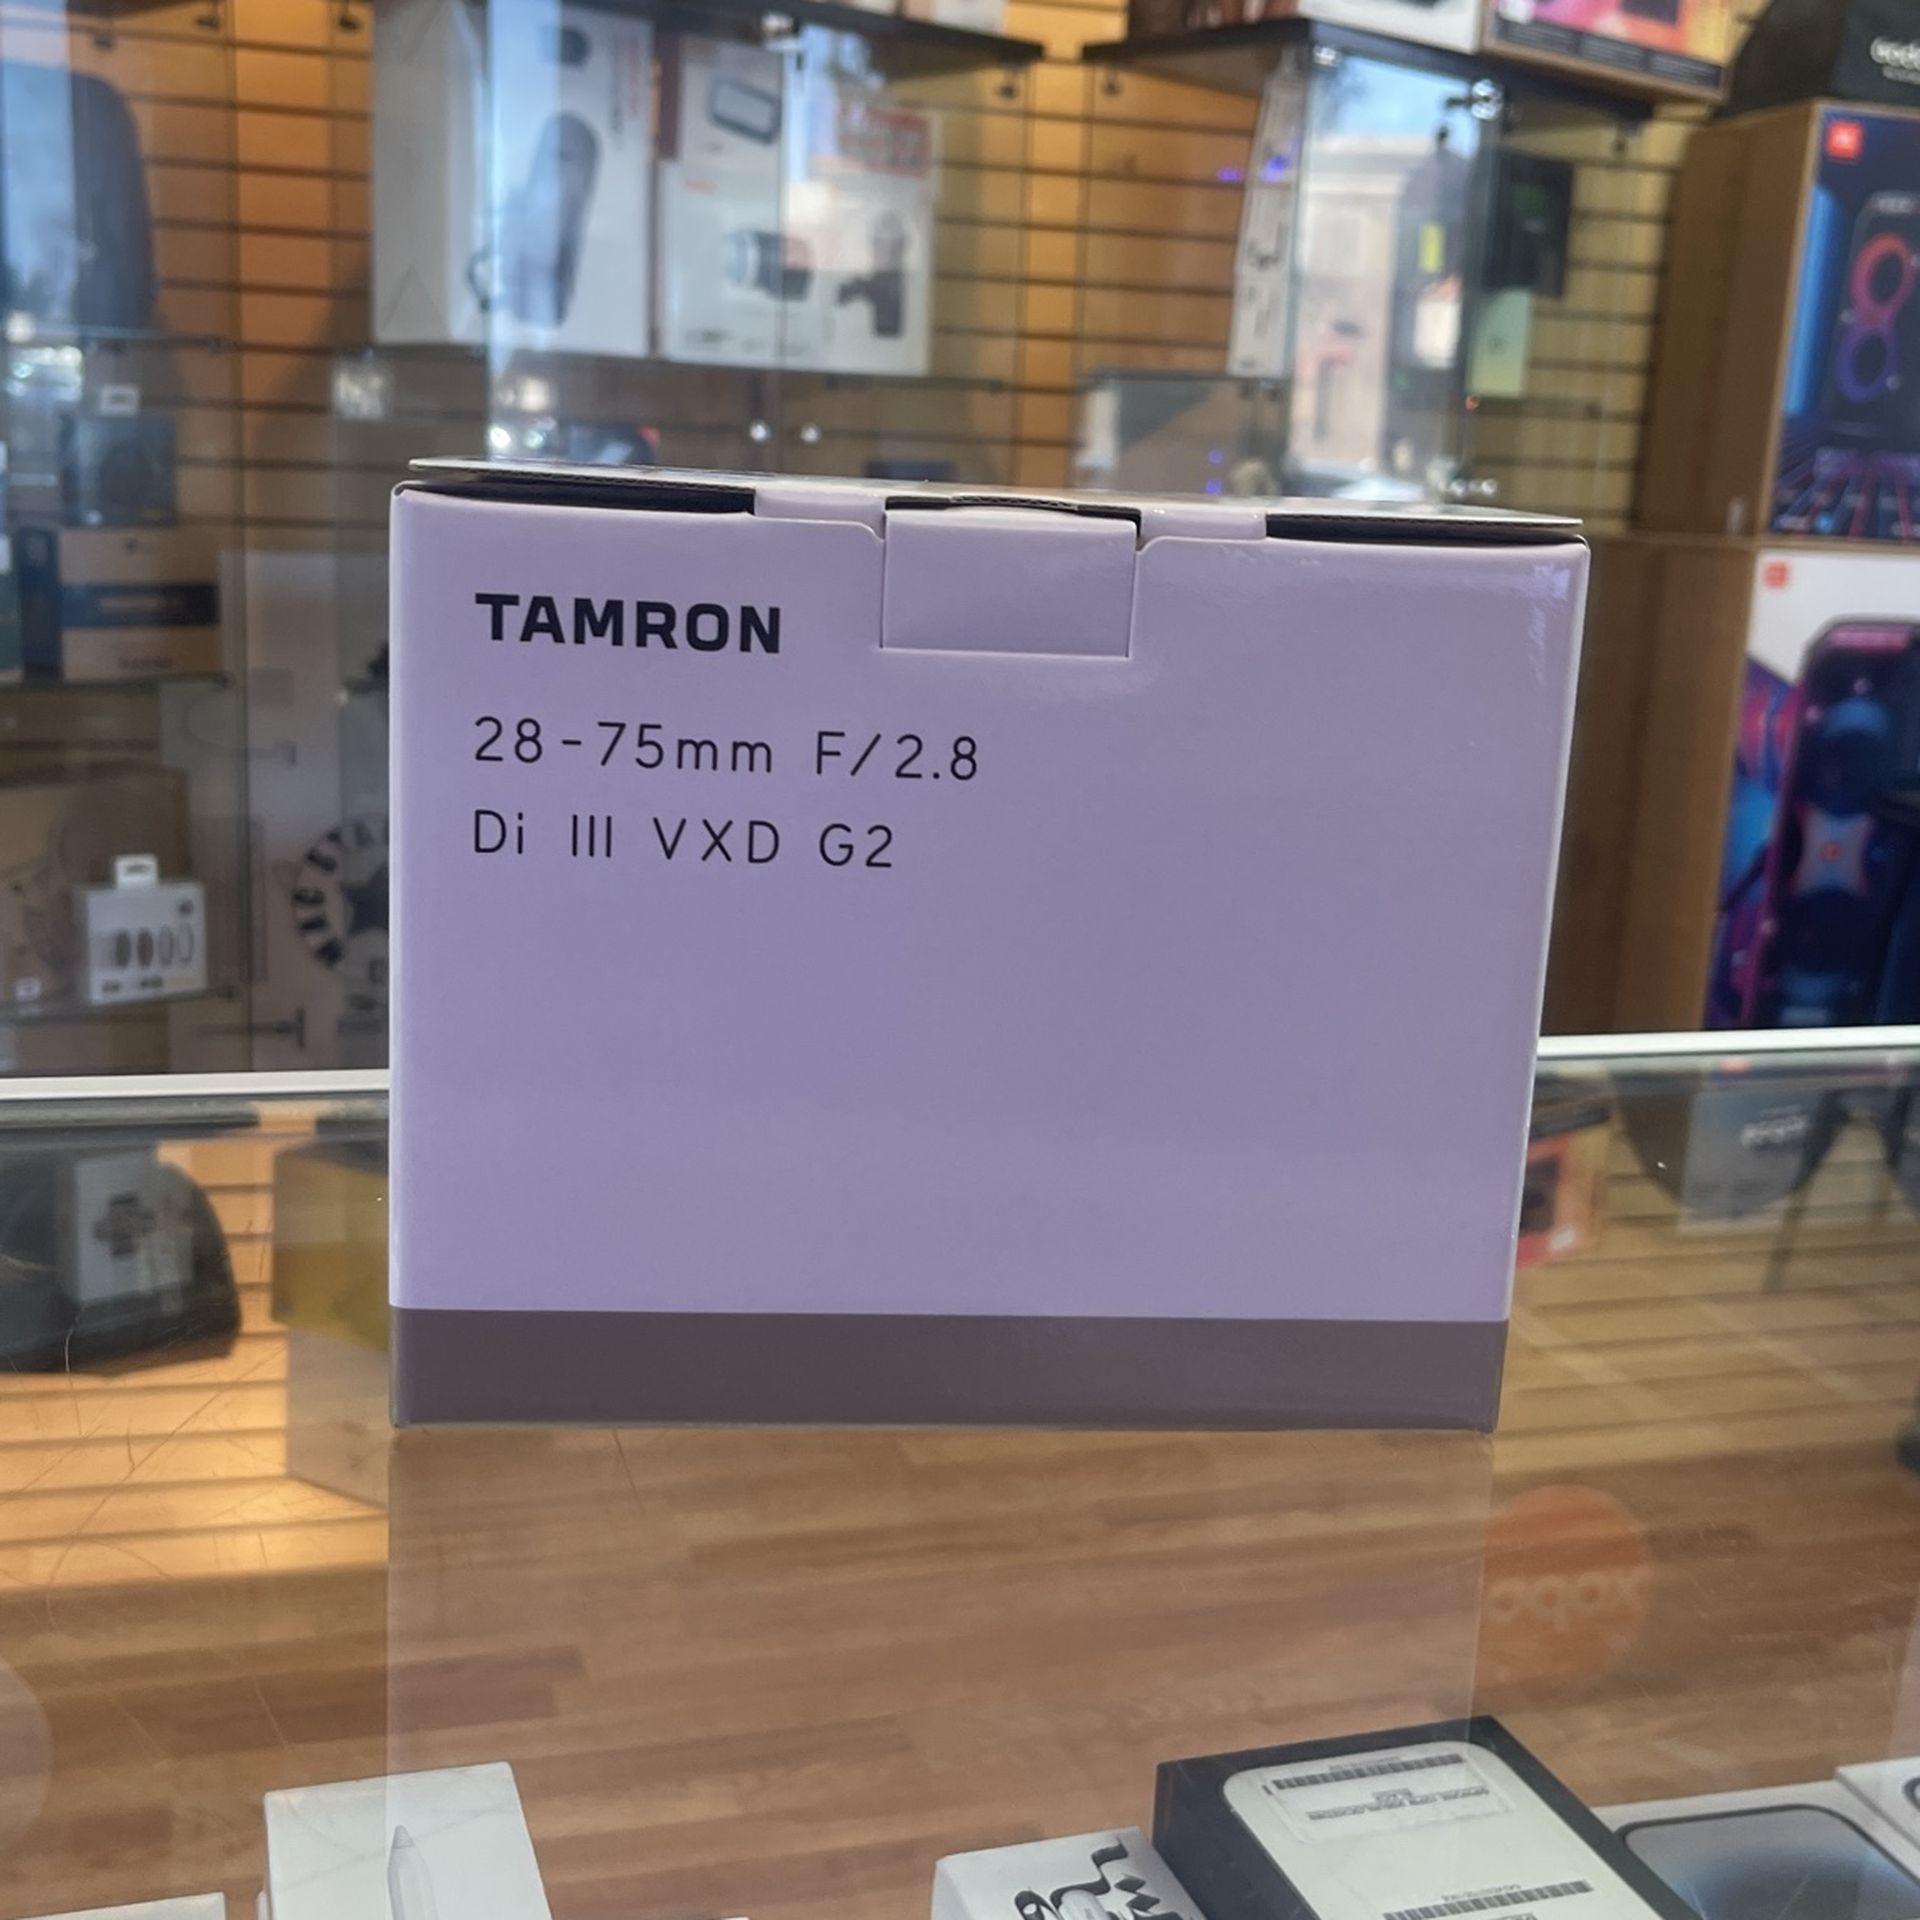 TAMRON
28-75mm F/2.8
Di III VXD G2